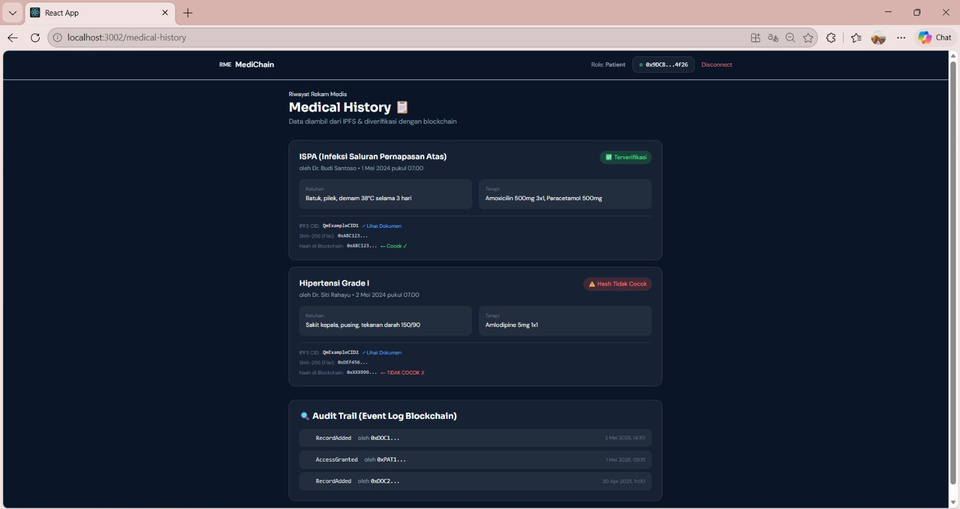 React App
localhost:3002/medical-history
Chat
RME MediChain
Role: Patient
0x9DC8...4f26
Disconnect
Riwayat Rekam Medis
Medical History
Data diambil dari IPFS & diverifikasi dengan blockchain
ISPA (Infeksi Saluran Pernapasan Atas)
Terverifikasi
oleh Dr. Budi Santoso • 1 Mei 2024 pukul 07.00
Keluhan
Terapi
Batuk, pilek, demam 38°C selama 3 hari
Amoxicilin 500mg 3x1, Paracetamol 500mg
IPFS CID: QmExampleCID1 ↗ Lihat Dokumen
SHA-256 (File): 0xABC123...
Hash di Blockchain: 0xABC123... ← Cocok ✓
Hipertensi Grade I
Hash Tidak Cocok
oleh Dr. Siti Rahayu • 2 Mei 2024 pukul 07.00
Keluhan
Terapi
Sakit kepala, pusing, tekanan darah 150/90
Amlodipine 5mg 1x1
IPFS CID: QmExampleCID2 ↗ Lihat Dokumen
SHA-256 (File): 0xDEF456...
Hash di Blockchain: 0xXXX999... ← TIDAK COCOK ✗
Audit Trail (Event Log Blockchain)
RecordAdded oleh 0xDOC1...
2 Mei 2025, 14:30
AccessGranted oleh 0xPAT1...
1 Mei 2025, 09:15
RecordAdded oleh 0xDOC2...
30 Apr 2025, 11:00